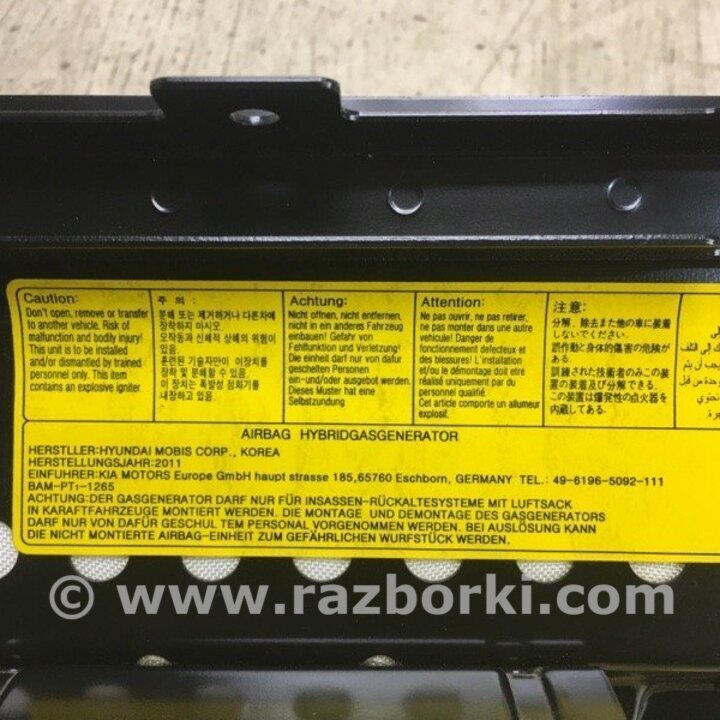 Caution:
Don't open, remove or transfer
to another vehicle. Risk of
malfunction and bodily injury!
This unit is to be installed
and/or dismantled by trained
personnel only. This item
contains an explosive igniter.
주 의 :
분해 또는 제거하거나 다른차에
장착하지 마시오.
오작동과 신체적 상해의 위험이
있음.
훈련된 기술자만이 이장치를
장착 및 분해할 수 있음.
이 장치는 폭발성 점화기를
내장하고 있음.
Achtung:
Nicht offnen, nicht entfernen,
nicht in ein anderes Fahrzeug
einbauen! Gefahr von
Fehlfunktion und Verletzung!
Die einheit darf nur von dafür
geschelten Personen
ein-und/oder ausgebot werden.
Dieses Muster hat eine
Selbstzundung
Attention:
Ne pas ouvrir, ne pas retirer,
ne pas monter dans une autre
vehicule! Danger de
fonctionnement defecteux et
des blessures! L'installation
et/ou le démontage doit etre
réalisé uniquement par du
personnel qualifié.
Cet article comporte un allumeur
explosif.
注意:
分解、除去また他の車に装着
しないでください。
誤作動と身体的傷害の危険が
ある。
訓練された技術者のみこの装
置の装着及び分解できる。
この装置は爆発性の点火器を
内蔵してある。
AIRBAG HYBRIDGASGENERATOR
HERSTLLER:HYUNDAI MOBIS CORP., KOREA
HERSTELLUNGSJAHR:2011
EINFUHRER:KIA MOTORS Europe GmbH haupt strasse 185,65760 Eschborn, GERMANY TEL.: 49-6196-5092-111
BAM-PT1-1265
ACHTUNG:DER GASGENERATOR DARF NUR FÜR INSASSEN-RÜCKALTESYSTEME MIT LUFTSACK
IN KARAFTFAHRZEUGE MONTIERT WERDEN. DIE MONTAGE UND DEMONTAGE DES GASGENERATORS
DARF NUR VON DAFÜR GESCHUL TEM PERSONAL VORGENOMMEN WERDEN. BEI AUSLÖSUNG KANN
DIE NICHT MONTIERTE AIRBAG-EINHEIT ZUM GEFÄHRLICHEN WURFSTÜCK WERDEN.
© www.razborki.com